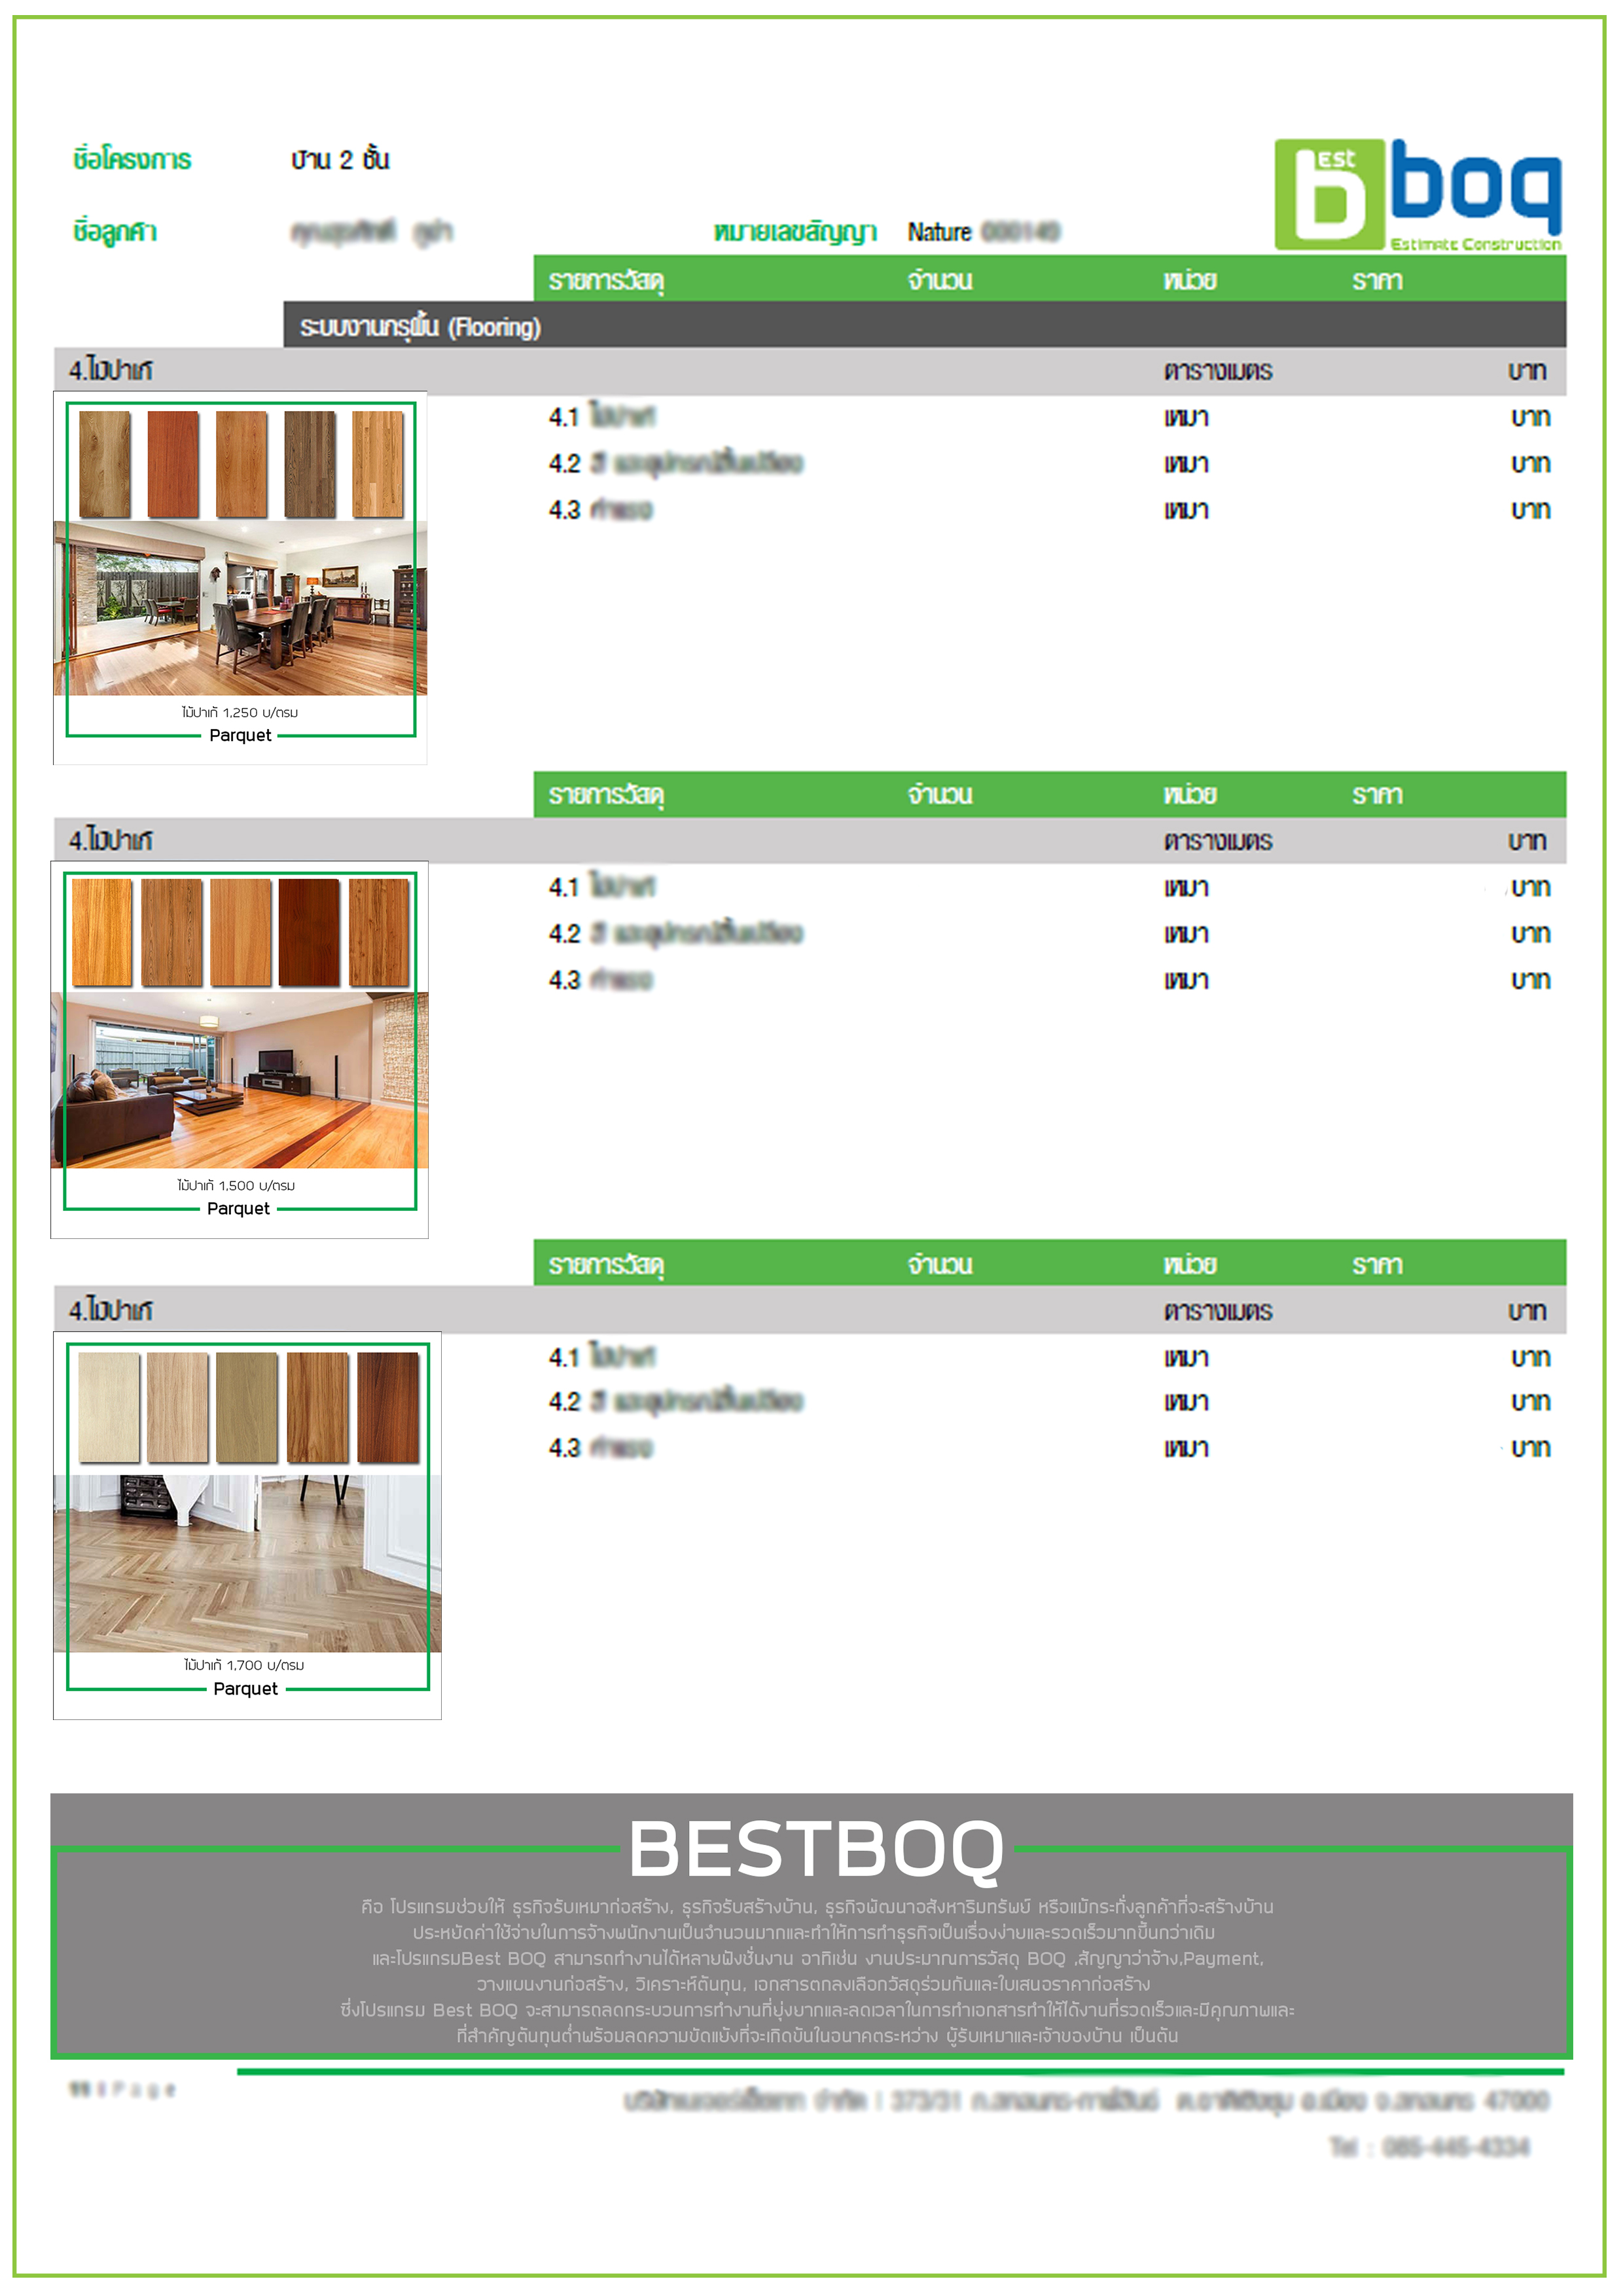 ชื่อโครงการ บ้าน 2 ชั้น
est
b boq
Estimate Construction
ชื่อลูกค้า หมายเลขสัญญา Nature
รายการวัสดุ จำนวน หน่วย ราคา
ระบบงานกรุพื้น (Flooring)
4.ไม้ปาเก้ ตารางเมตร บาท
4.1 เหมา บาท
4.2 เหมา บาท
4.3 เหมา บาท
ไม้ปาเก้ 1,250 บ/ตรม
Parquet
รายการวัสดุ จำนวน หน่วย ราคา
4.ไม้ปาเก้ ตารางเมตร บาท
4.1 เหมา บาท
4.2 เหมา บาท
4.3 เหมา บาท
ไม้ปาเก้ 1,500 บ/ตรม
Parquet
รายการวัสดุ จำนวน หน่วย ราคา
4.ไม้ปาเก้ ตารางเมตร บาท
4.1 เหมา บาท
4.2 เหมา บาท
4.3 เหมา บาท
ไม้ปาเก้ 1,700 บ/ตรม
Parquet
BESTBOQ
คือ โปรแกรมช่วยให้ ธุรกิจรับเหมาก่อสร้าง, ธุรกิจรับสร้างบ้าน, ธุรกิจพัฒนาอสังหาริมทรัพย์ หรือแม้กระทั่งลูกค้าที่จะสร้างบ้าน
ประหยัดค่าใช้จ่ายในการจ้างพนักงานเป็นจำนวนมากและทำให้การทำธุรกิจเป็นเรื่องง่ายและรวดเร็วมากขึ้นกว่าเดิม
และโปรแกรมBest BOQ สามารถทำงานได้หลายฟังชั่นงาน อาทิเช่น งานประมาณการวัสดุ BOQ ,สัญญาว่าจ้าง,Payment,
วางแผนงานก่อสร้าง, วิเคราะห์ต้นทุน, เอกสารตกลงเลือกวัสดุร่วมกันและใบเสนอราคาก่อสร้าง
ซึ่งโปรแกรม Best BOQ จะสามารถลดกระบวนการทำงานที่ยุ่งยากและลดเวลาในการทำเอกสารทำให้ได้งานที่รวดเร็วและมีคุณภาพและ
ที่สำคัญต้นทุนต่ำพร้อมลดความขัดแย้งที่จะเกิดขึ้นในอนาคตระหว่าง ผู้รับเหมาและเจ้าของบ้าน เป็นต้น